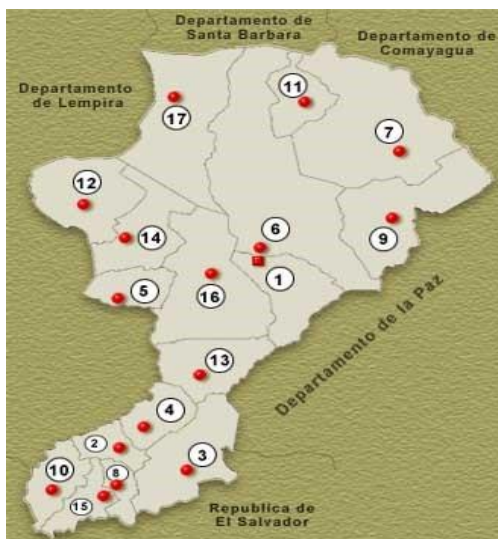 Departamento de
Santa Barbara
Departamento de
Comayagua
Departamento
de Lempira
11
17
7
12
6
14
9
5
1
16
13
Departamento de la Paz
4
2
3
10
8
15
Republica de
El Salvador